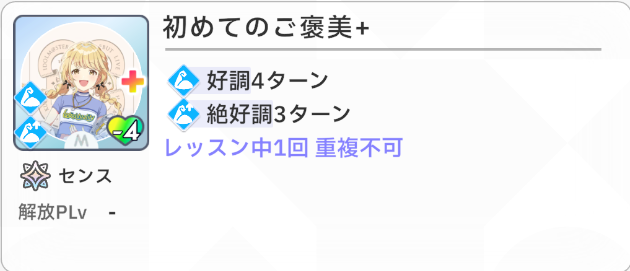 初めてのご褒美+
好調4ターン
絶好調3ターン
レッスン中1回 重複不可
-4
M
センス
解放PLv -